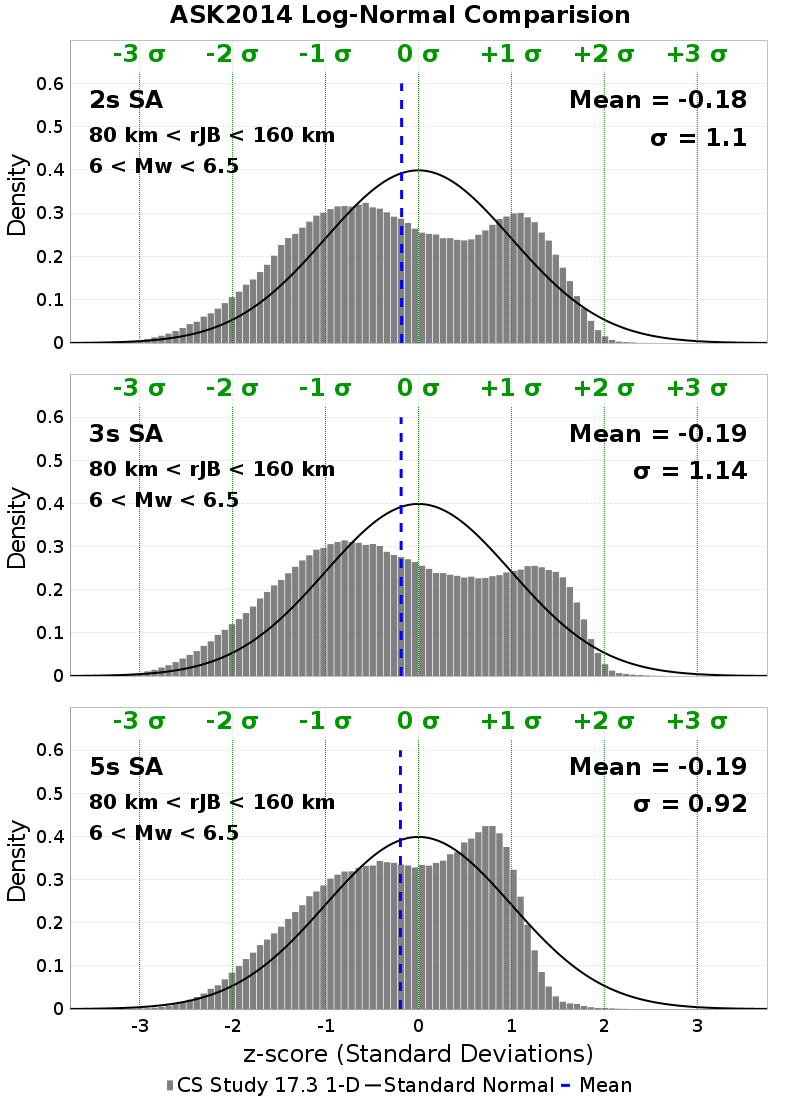 ASK2014 Log-Normal Comparision
-3 σ -2 σ -1 σ 0 σ +1 σ +2 σ +3 σ
0.6
2s SA Mean = -0.18
0.5
80 km < rJB < 160 km σ = 1.1
6 < Mw < 6.5
0.4
0.3
0.2
0.1
0
Density
-3 σ -2 σ -1 σ 0 σ +1 σ +2 σ +3 σ
0.6
3s SA Mean = -0.19
0.5
80 km < rJB < 160 km σ = 1.14
6 < Mw < 6.5
0.4
0.3
0.2
0.1
0
Density
-3 σ -2 σ -1 σ 0 σ +1 σ +2 σ +3 σ
0.6
5s SA Mean = -0.19
0.5
80 km < rJB < 160 km σ = 0.92
6 < Mw < 6.5
0.4
0.3
0.2
0.1
0
Density
-3 -2 -1 0 1 2 3
z-score (Standard Deviations)
CS Study 17.3 1-D Standard Normal Mean